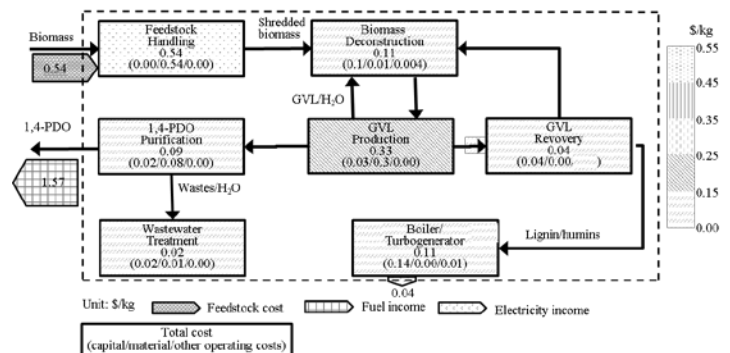 Biomass
0.54
Feedstock
Handling
0.54
(0.00/0.54/0.00)
Shredded
biomass
Biomass
Deconstruction
0.11
(0.1/0.01/0.004)
$/kg
0.55
0.45
0.35
0.25
0.15
0.00
GVL/H2O
1,4-PDO
1.57
1,4-PDO
Purification
0.09
(0.02/0.08/0.00)
GVL
Production
0.33
(0.03/0.3/0.00)
GVL
Revovery
0.04
(0.04/0.00/ )
Wastes/H2O
Wastewater
Treatment
0.02
(0.02/0.01/0.00)
Boiler/
Turbogenerator
0.11
(0.14/0.00/0.01)
Lignin/humins
0.04
Unit: $/kg
Feedstock cost
Fuel income
Electricity income
Total cost
(capital/material/other operating costs)